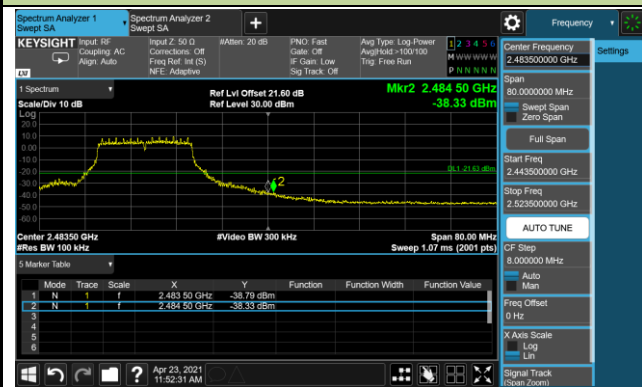 Spectrum Analyzer 1
Swept SA
Spectrum Analyzer 2
Swept SA
+
Frequency
KEYSIGHT
Input: RF
Coupling: AC
Align: Auto
Input Z: 50 Ω
Corrections: Off
Freq Ref: Int (S)
NFE: Adaptive
#Atten: 20 dB
PNO: Fast
Gate: Off
IF Gain: Low
Sig Track: Off
Avg Type: Log-Power
Avg|Hold:>100/100
Trig: Free Run
1 2 3 4 5 6
M W W W W W
P N N N N N
LXI
Center Frequency
2.483500000 GHz
Settings
Span
80.0000000 MHz
Swept Span
Zero Span
Full Span
Start Freq
2.443500000 GHz
Stop Freq
2.523500000 GHz
AUTO TUNE
CF Step
8.000000 MHz
Auto
Man
Freq Offset
0 Hz
X Axis Scale
Log
Lin
Signal Track
(Span Zoom)
1 Spectrum
Scale/Div 10 dB
Ref Lvl Offset 21.60 dB
Ref Level 30.00 dBm
Mkr2 2.484 50 GHz
-38.33 dBm
Log
20.0
10.0
0.00
-10.0
-20.0
-30.0
-40.0
-50.0
-60.0
DL1 -21.63 dBm
2
Center 2.48350 GHz
#Res BW 100 kHz
#Video BW 300 kHz
Span 80.00 MHz
Sweep 1.07 ms (2001 pts)
5 Marker Table
Mode Trace Scale X Y Function Function Width Function Value
1 N 1 f 2.483 50 GHz -38.79 dBm
2 N 1 f 2.484 50 GHz -38.33 dBm
3
4
5
6
?
Apr 23, 2021
11:52:31 AM